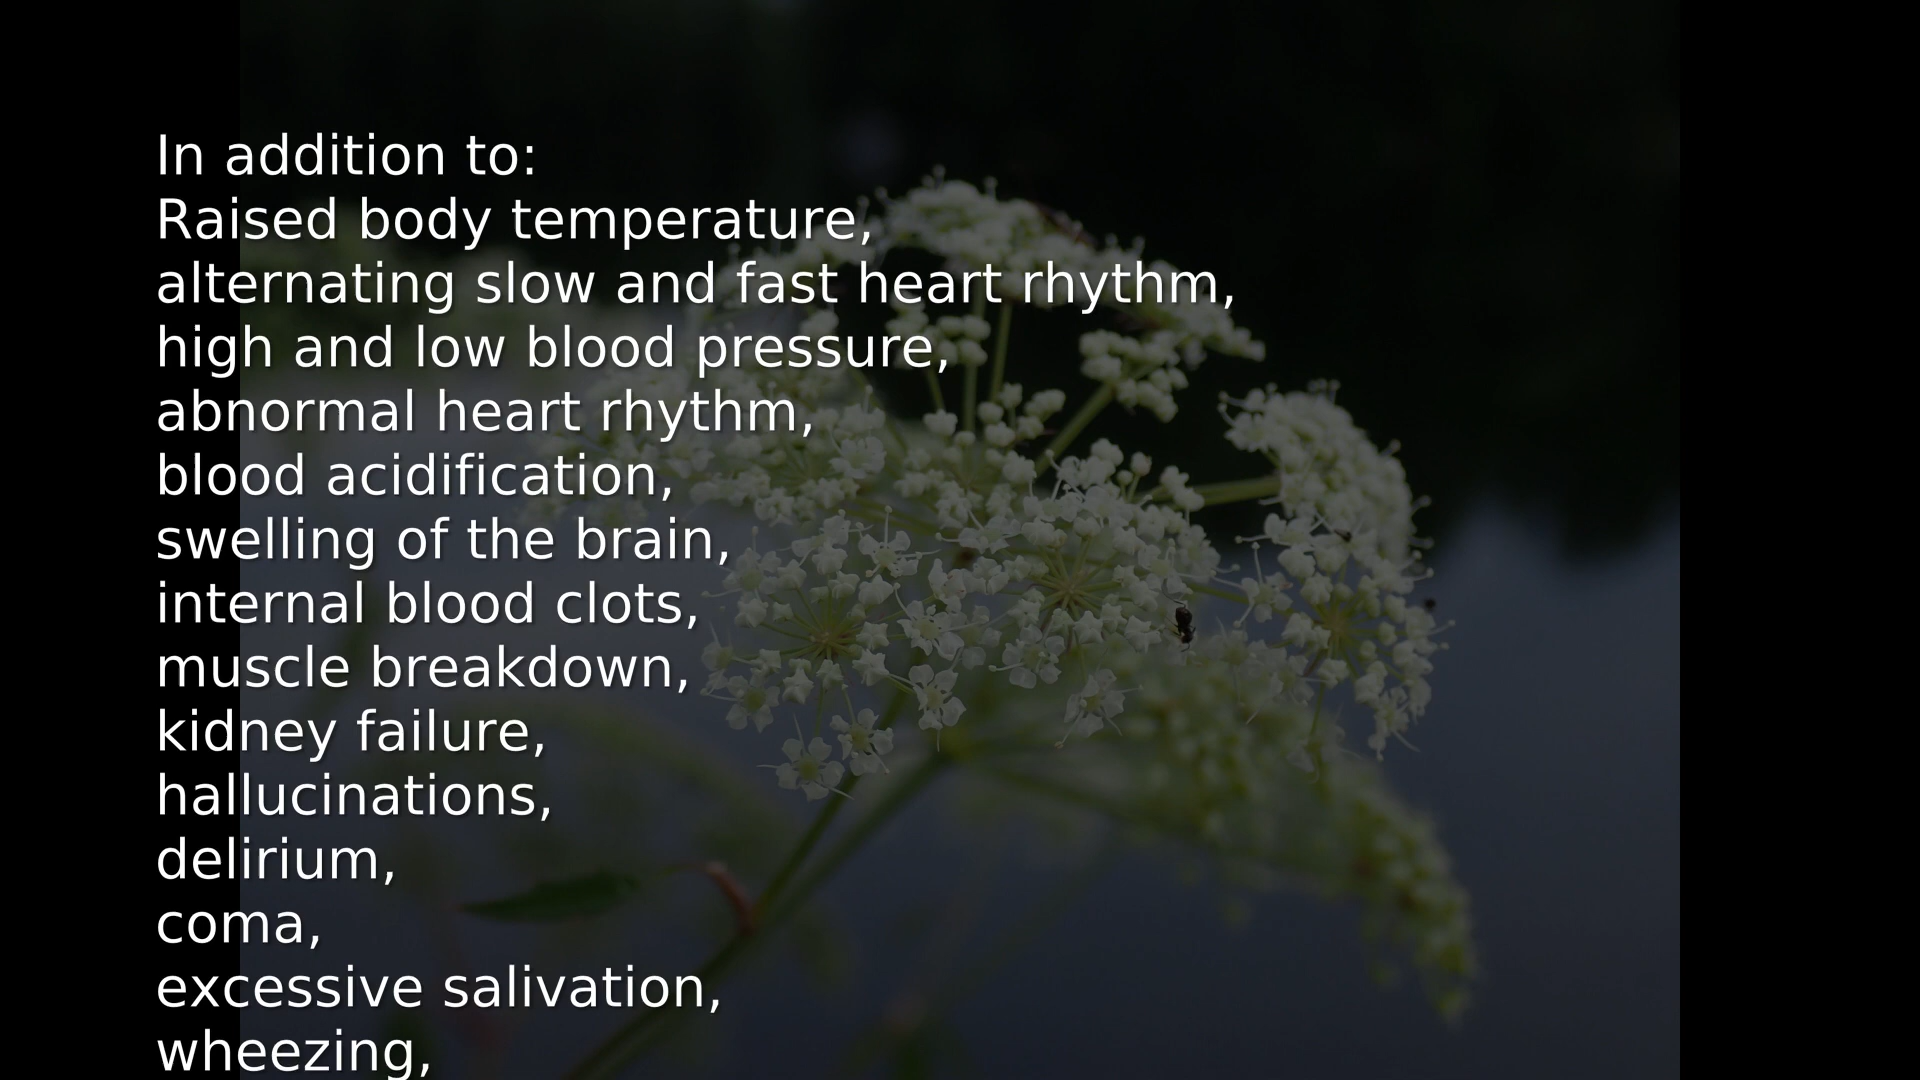 In addition to:
Raised body temperature,
alternating slow and fast heart rhythm,
high and low blood pressure,
abnormal heart rhythm,
blood acidification,
swelling of the brain,
internal blood clots,
muscle breakdown,
kidney failure,
hallucinations,
delirium,
coma,
excessive salivation,
wheezing,